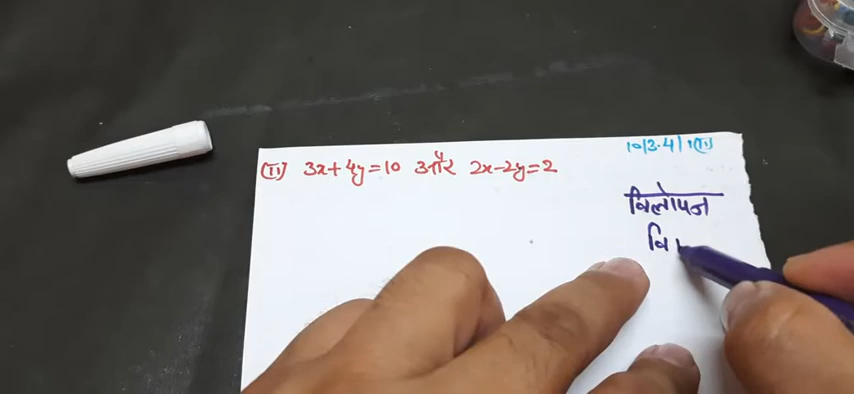 10/3.4/1(II)
(II) 3x+4y=10 और 2x-2y=2
विलोपन
वि